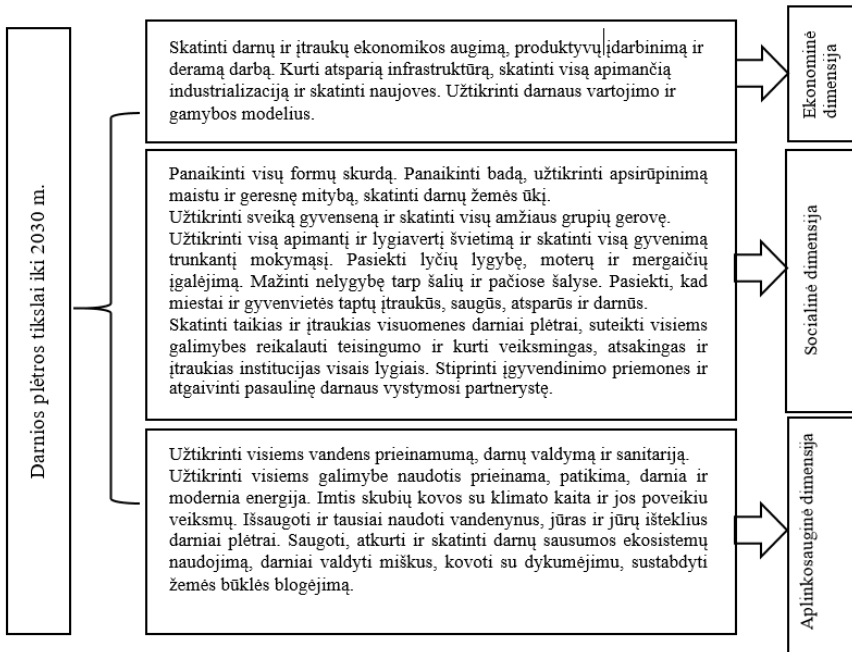 Darnios plėtros tikslai iki 2030 m.
Skatinti darnų ir įtraukų ekonomikos augimą, produktyvų įdarbinimą ir
deramą darbą. Kurti atsparią infrastruktūrą, skatinti visą apimančią
industrializaciją ir skatinti naujoves. Užtikrinti darnaus vartojimo ir
gamybos modelius.
Ekonominė
dimensija
Panaikinti visų formų skurdą. Panaikinti badą, užtikrinti apsirūpinimą
maistu ir geresnę mitybą, skatinti darnų žemės ūkį.
Užtikrinti sveiką gyvenseną ir skatinti visų amžiaus grupių gerovę.
Užtikrinti visą apimantį ir lygiavertį švietimą ir skatinti visą gyvenimą
trunkantį mokymąsį. Pasiekti lyčių lygybę, moterų ir mergaičių
įgalėjimą. Mažinti nelygybę tarp šalių ir pačiose šalyse. Pasiekti, kad
miestai ir gyvenvietės taptų įtraukūs, saugūs, atsparūs ir darnūs.
Skatinti taikias ir įtraukias visuomenes darniai plėtrai, suteikti visiems
galimybes reikalauti teisingumo ir kurti veiksmingas, atsakingas ir
įtraukias institucijas visais lygiais. Stiprinti įgyvendinimo priemones ir
atgaivinti pasaulinę darnaus vystymosi partnerystę.
Socialinė dimensija
Užtikrinti visiems vandens prieinamumą, darnų valdymą ir sanitariją.
Užtikrinti visiems galimybe naudotis prieinama, patikima, darnia ir
modernia energija. Imtis skubių kovos su klimato kaita ir jos poveikiu
veiksmų. Išsaugoti ir tausiai naudoti vandenynus, jūras ir jūrų išteklius
darniai plėtrai. Saugoti, atkurti ir skatinti darnų sausumos ekosistemų
naudojimą, darniai valdyti miškus, kovoti su dykumėjimu, sustabdyti
žemės būklės blogėjimą.
Aplinkosauginė dimensija